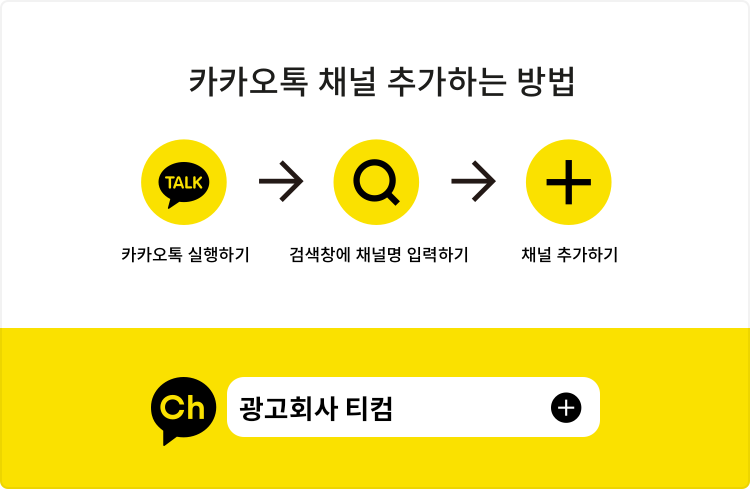 카카오톡 채널 추가하는 방법
TALK
카카오톡 실행하기
검색창에 채널명 입력하기
채널 추가하기
Ch
광고회사 티컴